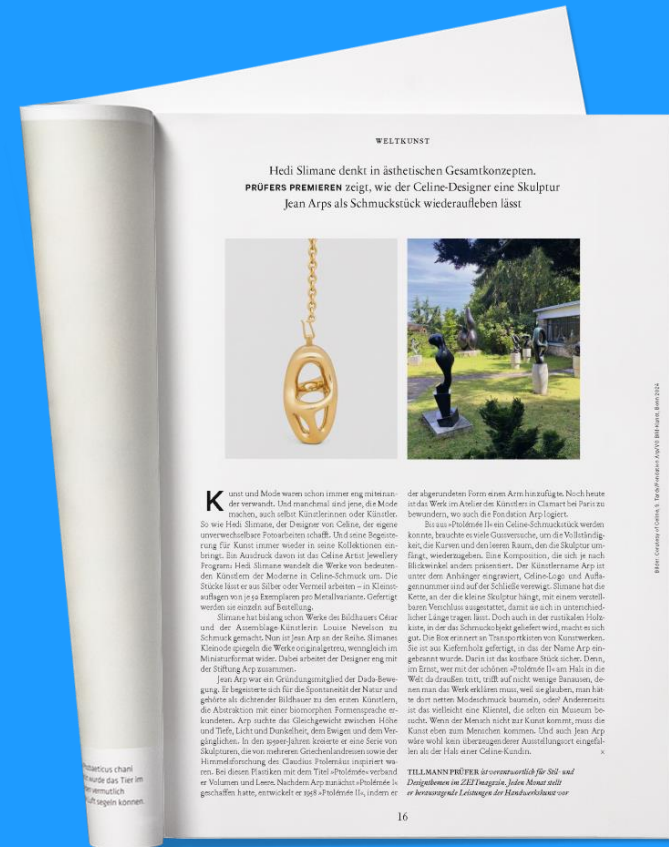 WELTKUNST
Hedi Slimane denkt in ästhetischen Gesamtkonzepten.
PRÜFERS PREMIEREN zeigt, wie der Celine-Designer eine Skulptur
Jean Arps als Schmuckstück wiederaufleben lässt
Kunst und Mode waren schon immer eng miteinan-
der verwandt. Und manchmal sind jene, die Mode
machen, auch selbst Künstlerinnen oder Künstler.
So wie Hedi Slimane, der Designer von Celine, der eigene
unverwechselbare Fotoarbeiten schafft. Und seine Begeiste-
rung für Kunst immer wieder in seine Kollektionen ein-
bringt. Ein Ausdruck davon ist das Celine Artist Jewellery
Program: Hedi Slimane wandelt die Werke von bedeuten-
den Künstlern der Moderne in Celine-Schmuck um. Die
Stücke lässt er aus Silber oder Vermeil arbeiten – in Kleinst-
auflagen von je 50 Exemplaren pro Metallvariante. Gefertigt
werden sie einzeln auf Bestellung.
Slimane hat bislang schon Werke des Bildhauers César
und der Assemblage-Künstlerin Louise Nevelson zu
Schmuck gemacht. Nun ist Jean Arp an der Reihe. Slimanes
Kleinode spiegeln die Werke originalgetreu, wenngleich im
Miniaturformat wider. Dabei arbeitet der Designer eng mit
der Stiftung Arp zusammen.
Jean Arp war ein Gründungsmitglied der Dada-Bewe-
gung. Er begeisterte sich für die Spontaneität der Natur und
gehörte als dichtender Bildhauer zu den ersten Künstlern,
die Abstraktion mit einer biomorphen Formensprache er-
kundeten. Arp suchte das Gleichgewicht zwischen Höhe
und Tiefe, Licht und Dunkelheit, dem Ewigen und dem Ver-
gänglichen. In den 1950er-Jahren kreierte er eine Serie von
Skulpturen, die von mehreren Griechenlandreisen sowie der
Himmelsforschung des Claudius Ptolemäus inspiriert wa-
ren. Bei diesen Plastiken mit dem Titel »Ptolémée« verband
er Volumen und Leere. Nachdem Arp zunächst »Ptolémée I«
geschaffen hatte, entwickelt er 1958 »Ptolémée II«, indem er
der abgerundeten Form einen Arm hinzufügte. Noch heute
ist das Werk im Atelier des Künstlers in Clamart bei Paris zu
bewundern, wo auch die Fondation Arp logiert.
Bis aus »Ptolémée II« ein Celine-Schmuckstück werden
konnte, brauchte es viele Gussversuche, um die Vollständig-
keit, die Kurven und den leeren Raum, den die Skulptur um-
fängt, wiederzugeben. Eine Komposition, die sich je nach
Blickwinkel anders präsentiert. Der Künstlername Arp ist
unter dem Anhänger eingraviert, Celine-Logo und Aufla-
gennummer sind auf der Schließe verewigt. Slimane hat die
Kette, an der die kleine Skulptur hängt, mit einem verstell-
baren Verschluss ausgestattet, damit sie sich in unterschied-
licher Länge tragen lässt. Doch auch in der rustikalen Holz-
kiste, in der das Schmuckobjekt geliefert wird, macht es sich
gut. Die Box erinnert an Transportkisten von Kunstwerken.
Sie ist aus Kiefernholz gefertigt, in das der Name Arp ein-
gebrannt wurde. Darin ist das kostbare Stück sicher. Denn,
im Ernst, wer mit der schönen »Ptolémée II« am Hals in die
Welt da draußen tritt, trifft auf nicht wenige Banausen, de-
nen man das Werk erklären muss, weil sie glauben, man hät-
te dort netten Modeschmuck baumeln, oder? Andererseits
ist das vielleicht eine Klientel, die selten ein Museum be-
sucht. Wenn der Mensch nicht zur Kunst kommt, muss die
Kunst eben zum Menschen kommen. Und auch Jean Arp
wäre wohl kein überzeugenderer Ausstellungsort eingefal-
len als der Hals einer Celine-Kundin.
TILLMANN PRÜFER ist verantwortlich für Stil- und
Designthemen im ZEITmagazin. Jeden Monat stellt
er herausragende Leistungen der Handwerkskunst vor
16
chani
wurde das Tier im
vermutlich
Luft segeln können.